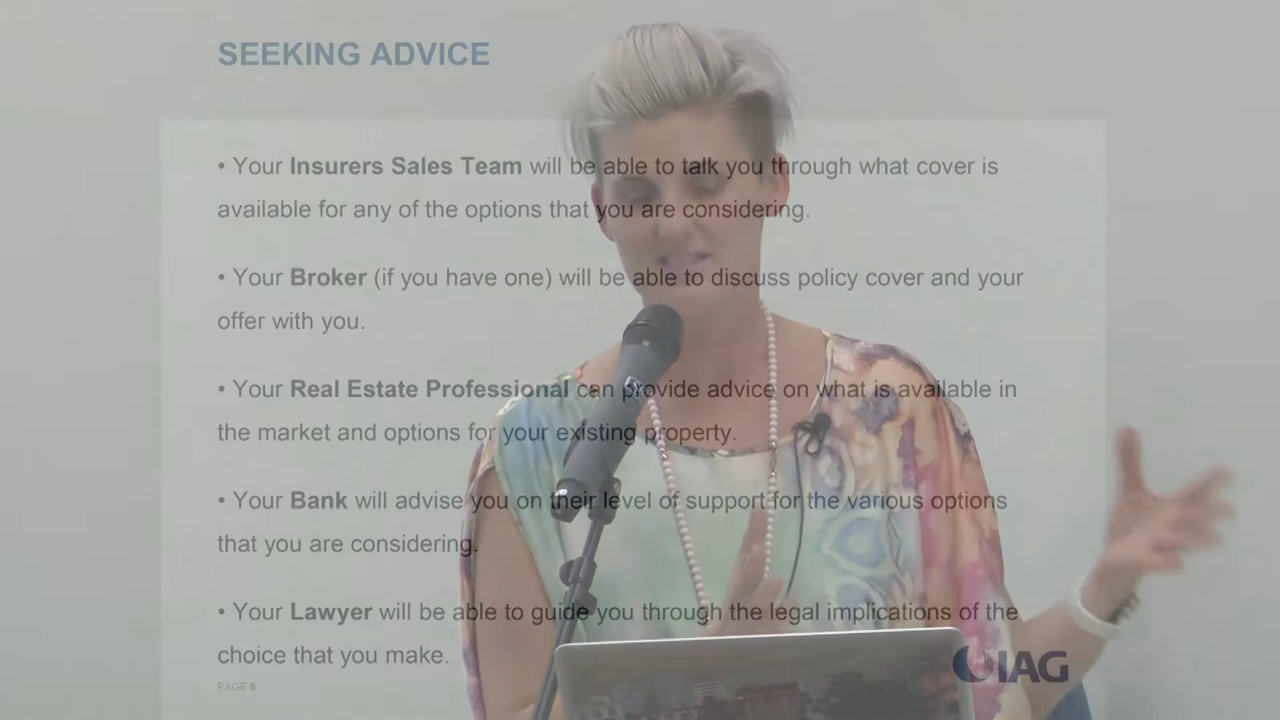 SEEKING ADVICE
• Your Insurers Sales Team will be able to talk you through what cover is
available for any of the options that you are considering.
• Your Broker (if you have one) will be able to discuss policy cover and your
offer with you.
• Your Real Estate Professional can provide advice on what is available in
the market and options for your existing property.
• Your Bank will advise you on their level of support for the various options
that you are considering.
• Your Lawyer will be able to guide you through the legal implications of the
choice that you make.
PAGE 6
IAG